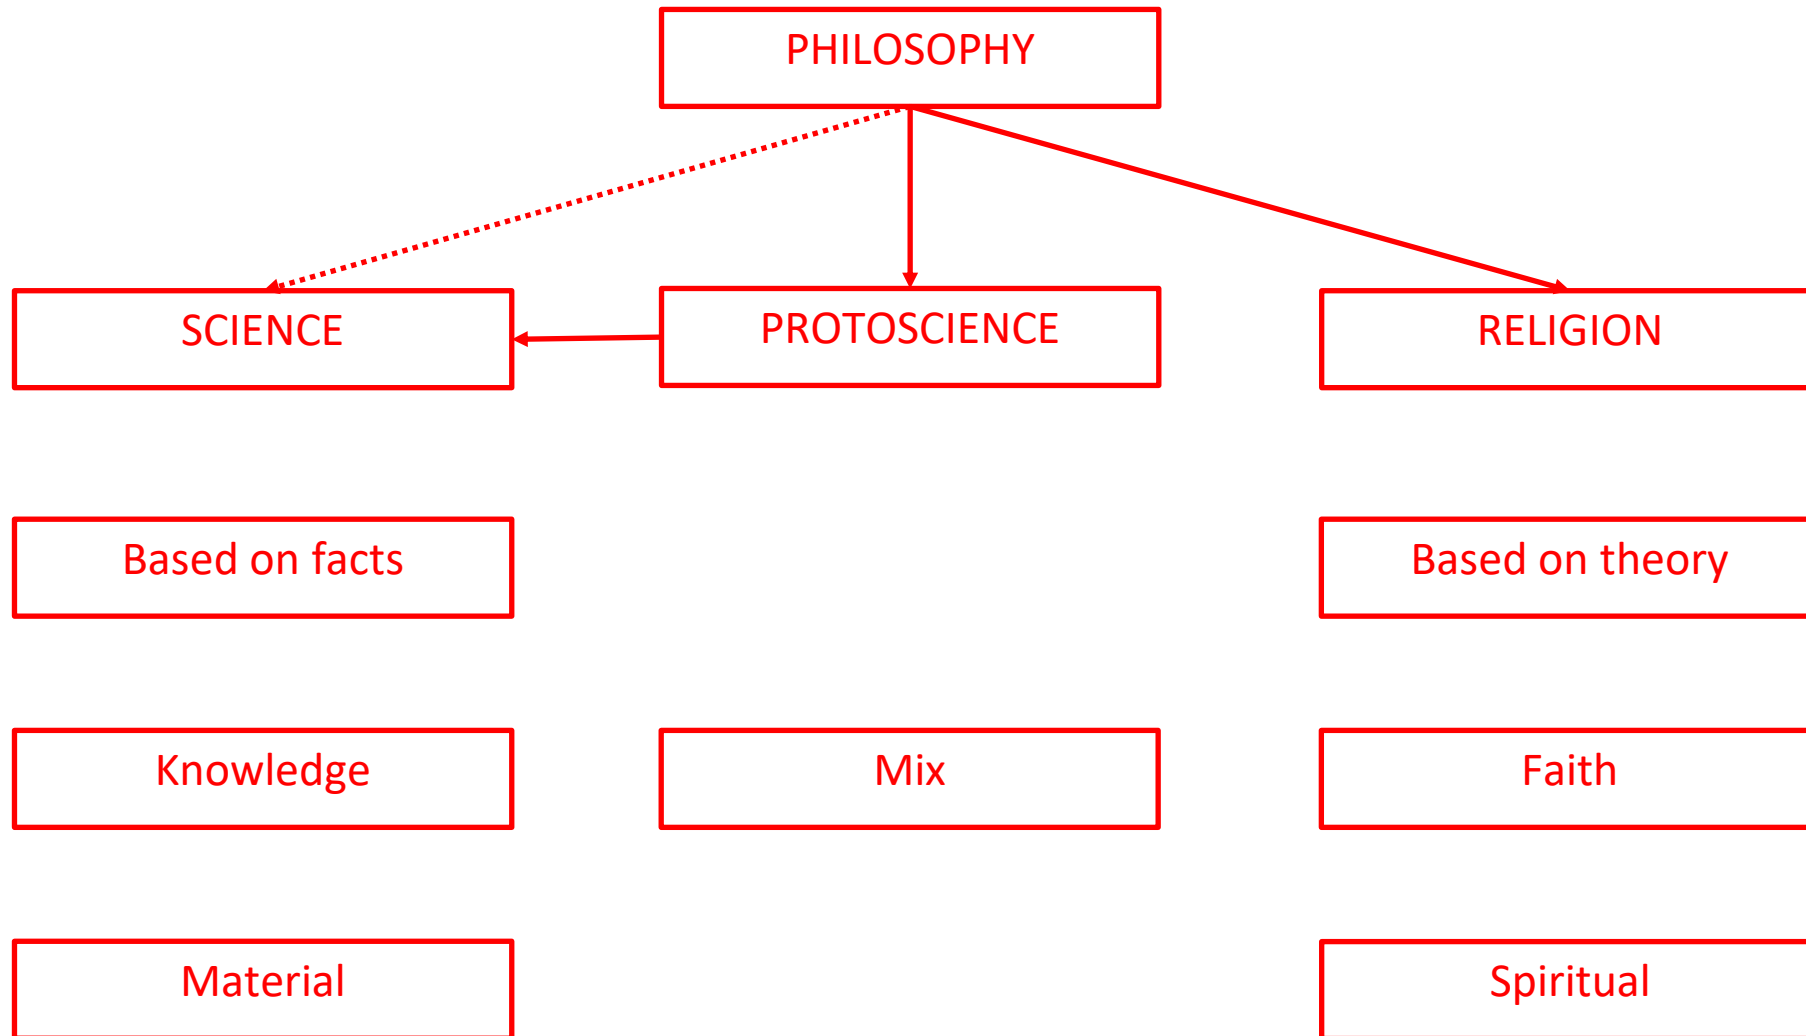 PHILOSOPHY
SCIENCE
PROTOSCIENCE
RELIGION
Based on facts
Based on theory
Knowledge
Mix
Faith
Material
Spiritual